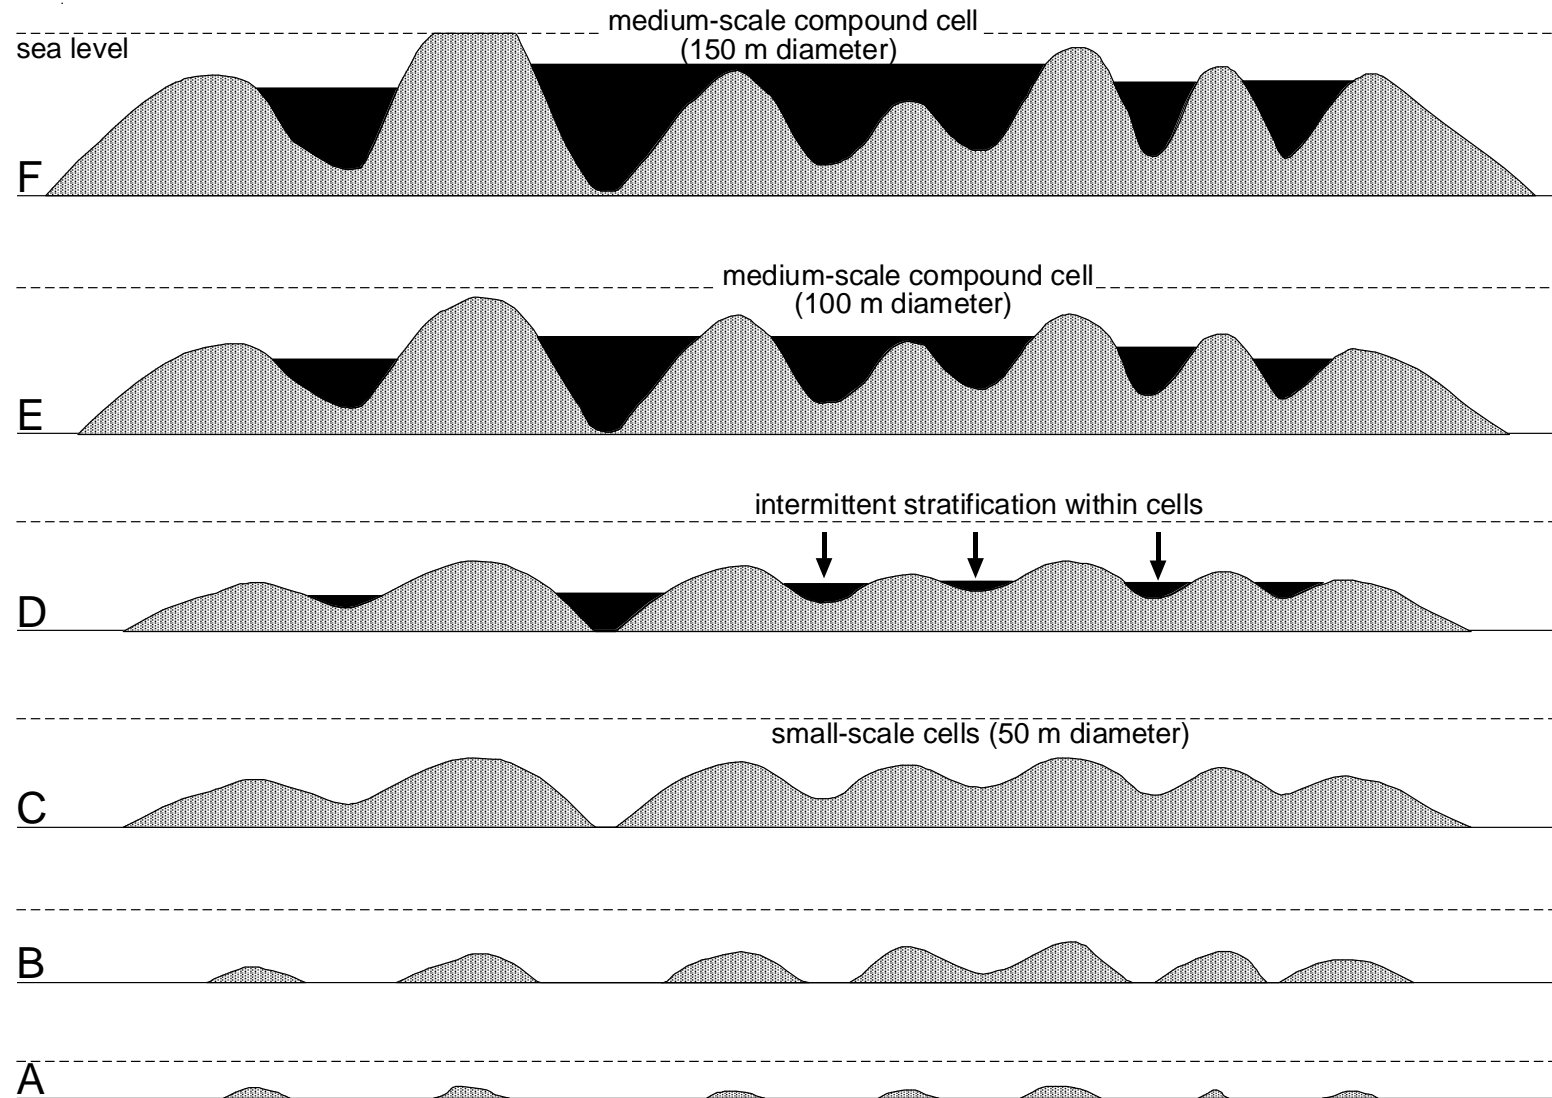 medium-scale compound cell
(150 m diameter)
sea level
F
medium-scale compound cell
(100 m diameter)
E
intermittent stratification within cells
D
small-scale cells (50 m diameter)
C
B
A